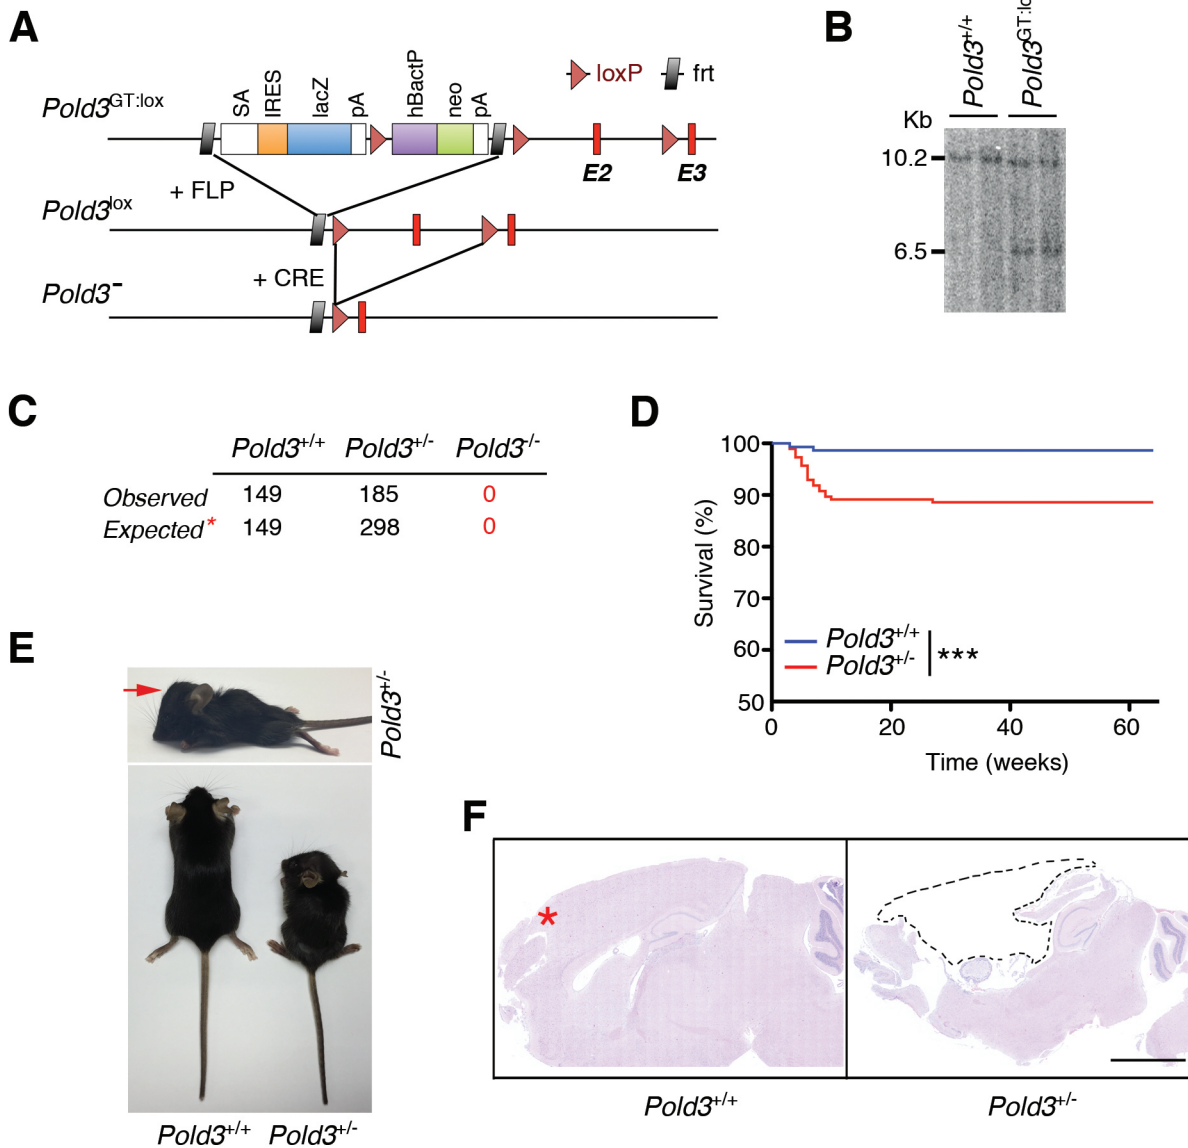 A
loxP frt
SA IRES lacZ pA hBactP neo pA
Pold3GT:lox
E2 E3
+ FLP
Pold3lox
+ CRE
Pold3-
B
Pold3+/+ Pold3GT:lo
Kb
10.2
6.5
C
Pold3+/+ Pold3+/- Pold3-/-
Observed 149 185 0
Expected* 149 298 0
D
Survival (%)
100
90
80
70
60
50
Pold3+/+
Pold3+/-
***
0 20 40 60
Time (weeks)
E
Pold3+/-
Pold3+/+ Pold3+/-
F
*
Pold3+/+ Pold3+/-